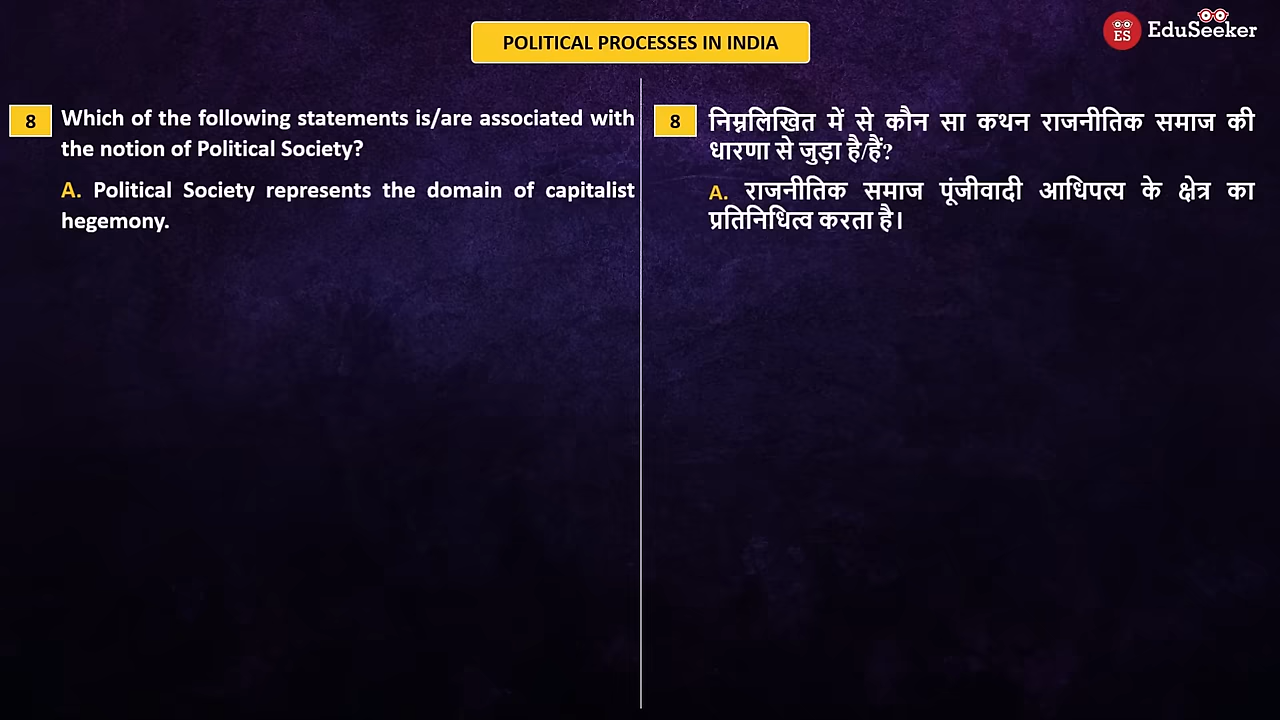 POLITICAL PROCESSES IN INDIA
ES
EduSeeker
8
Which of the following statements is/are associated with
the notion of Political Society?
A. Political Society represents the domain of capitalist
hegemony.
8
निम्नलिखित में से कौन सा कथन राजनीतिक समाज की
धारणा से जुड़ा है/हैं?
A. राजनीतिक समाज पूंजीवादी आधिपत्य के क्षेत्र का
प्रतिनिधित्व करता है।